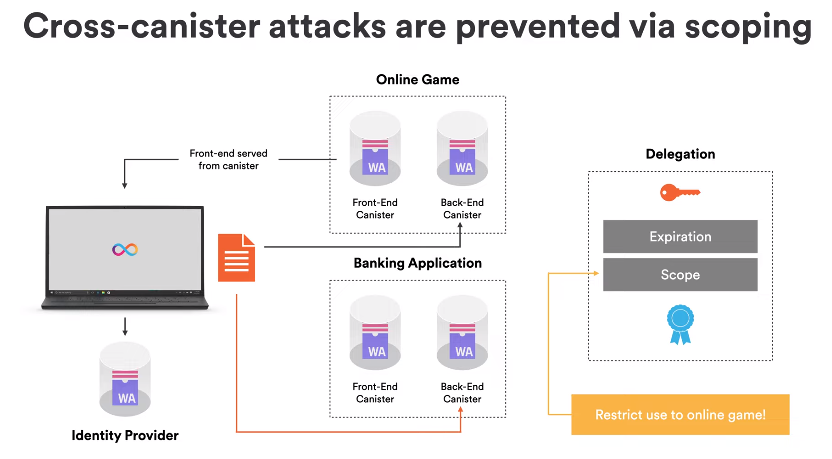 Cross-canister attacks are prevented via scoping
Online Game
Front-end served
from canister
WA
WA
Front-End
Canister
Back-End
Canister
Delegation
Expiration
Scope
Banking Application
WA
WA
Front-End
Canister
Back-End
Canister
WA
Identity Provider
Restrict use to online game!